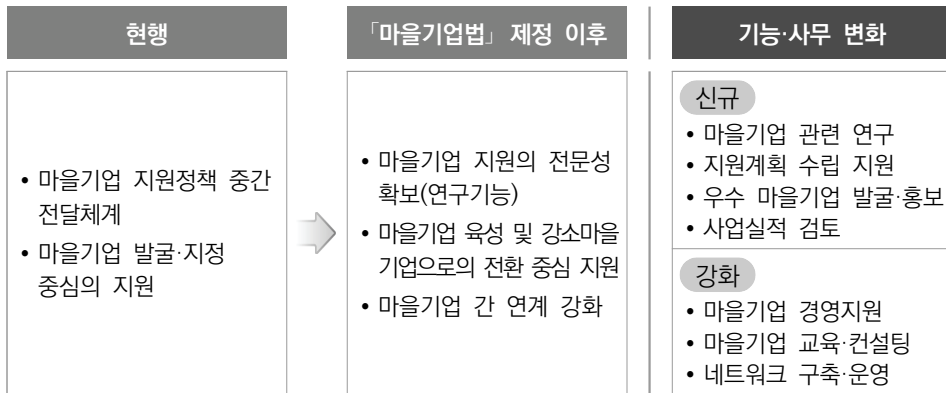 현행
• 마을기업 지원정책 중간
전달체계
• 마을기업 발굴·지정
중심의 지원
「마을기업법」 제정 이후
• 마을기업 지원의 전문성
확보(연구기능)
• 마을기업 육성 및 강소마을
기업으로의 전환 중심 지원
• 마을기업 간 연계 강화
기능·사무 변화
신규
• 마을기업 관련 연구
• 지원계획 수립 지원
• 우수 마을기업 발굴·홍보
• 사업실적 검토
강화
• 마을기업 경영지원
• 마을기업 교육·컨설팅
• 네트워크 구축·운영